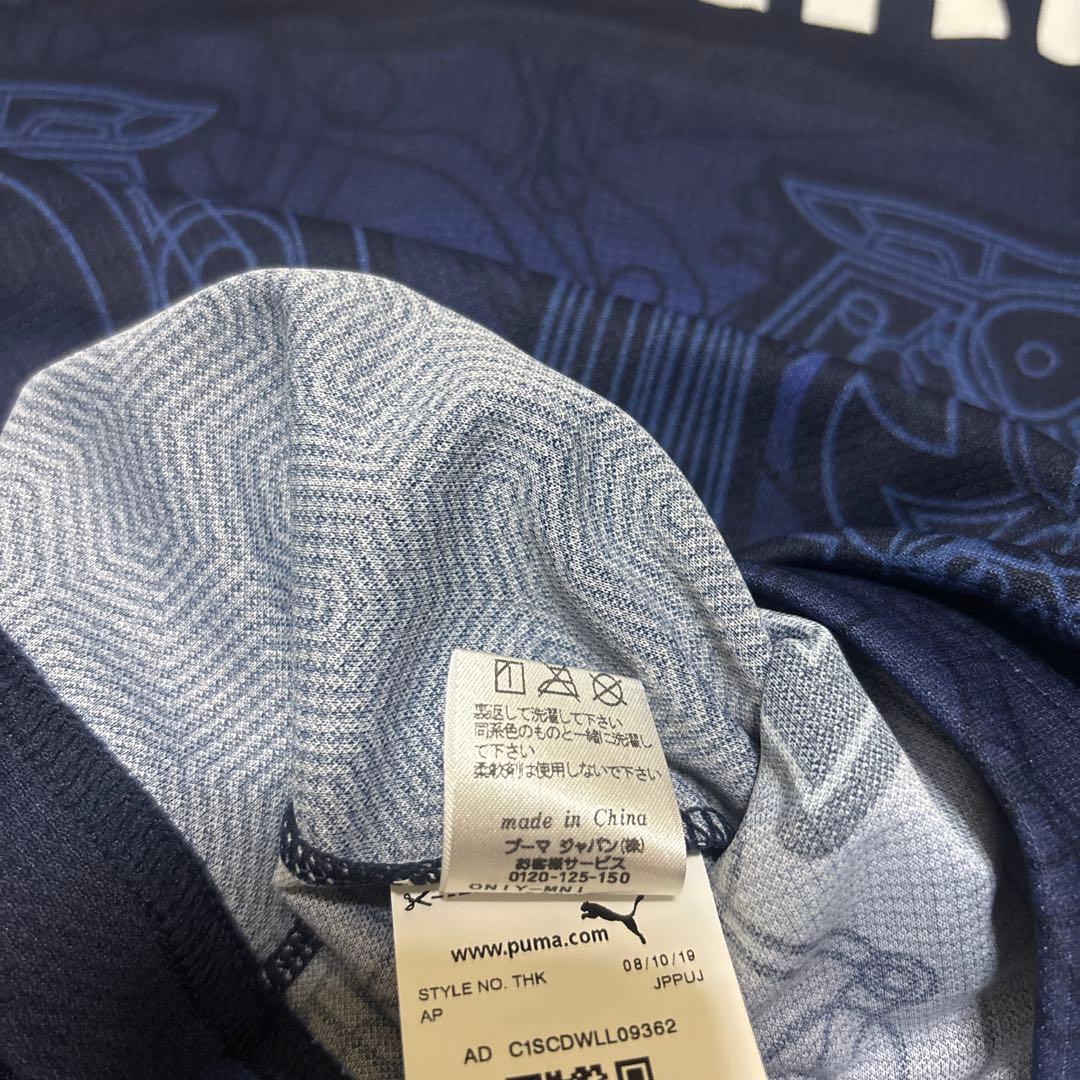 裏返して洗濯して下さい
同系色のものと一緒に洗濯し
て下さい
柔軟剤は使用しないで下さい
made in China
プーマ ジャパン(株)
お客様サービス
0120-125-150
www.puma.com
STYLE NO. THK
08/10/19
AP
JPPUJ
AD C1SCDWLL09362